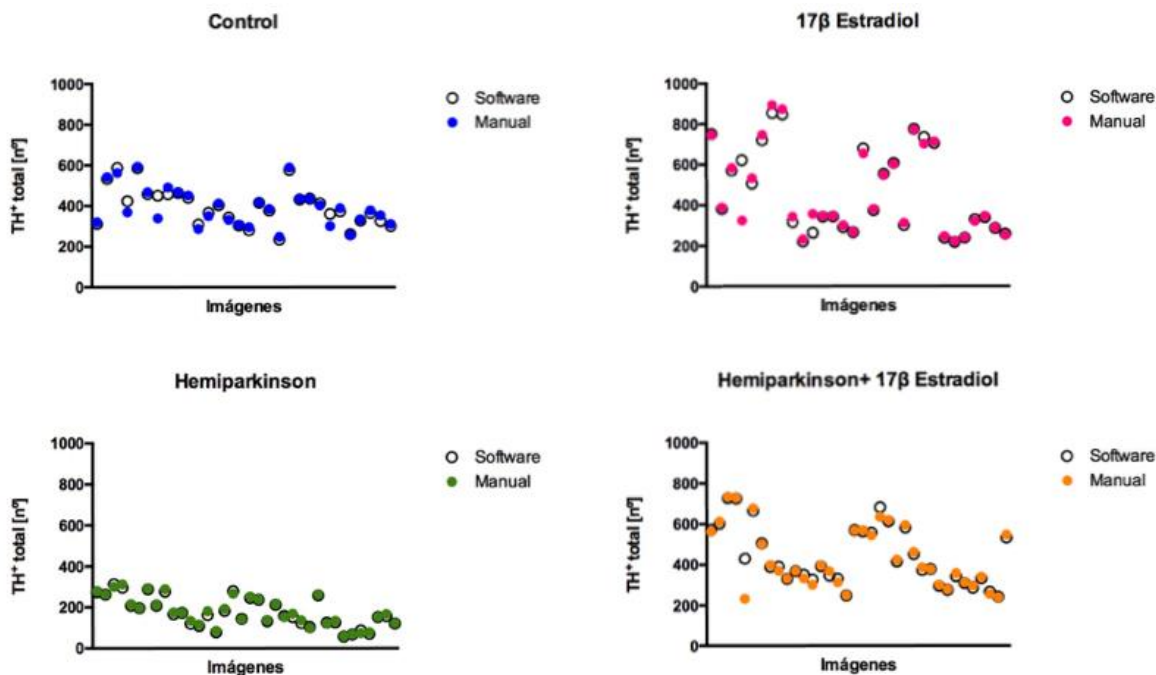 Control
1000
800
600
400
200
0
TH⁺ total [nº]
Imágenes
Software
Manual
17β Estradiol
1000
800
600
400
200
0
TH⁺ total [nº]
Imágenes
Software
Manual
Hemiparkinson
1000
800
600
400
200
0
TH⁺ total [nº]
Imágenes
Software
Manual
Hemiparkinson+ 17β Estradiol
1000
800
600
400
200
0
TH⁺ total [nº]
Imágenes
Software
Manual